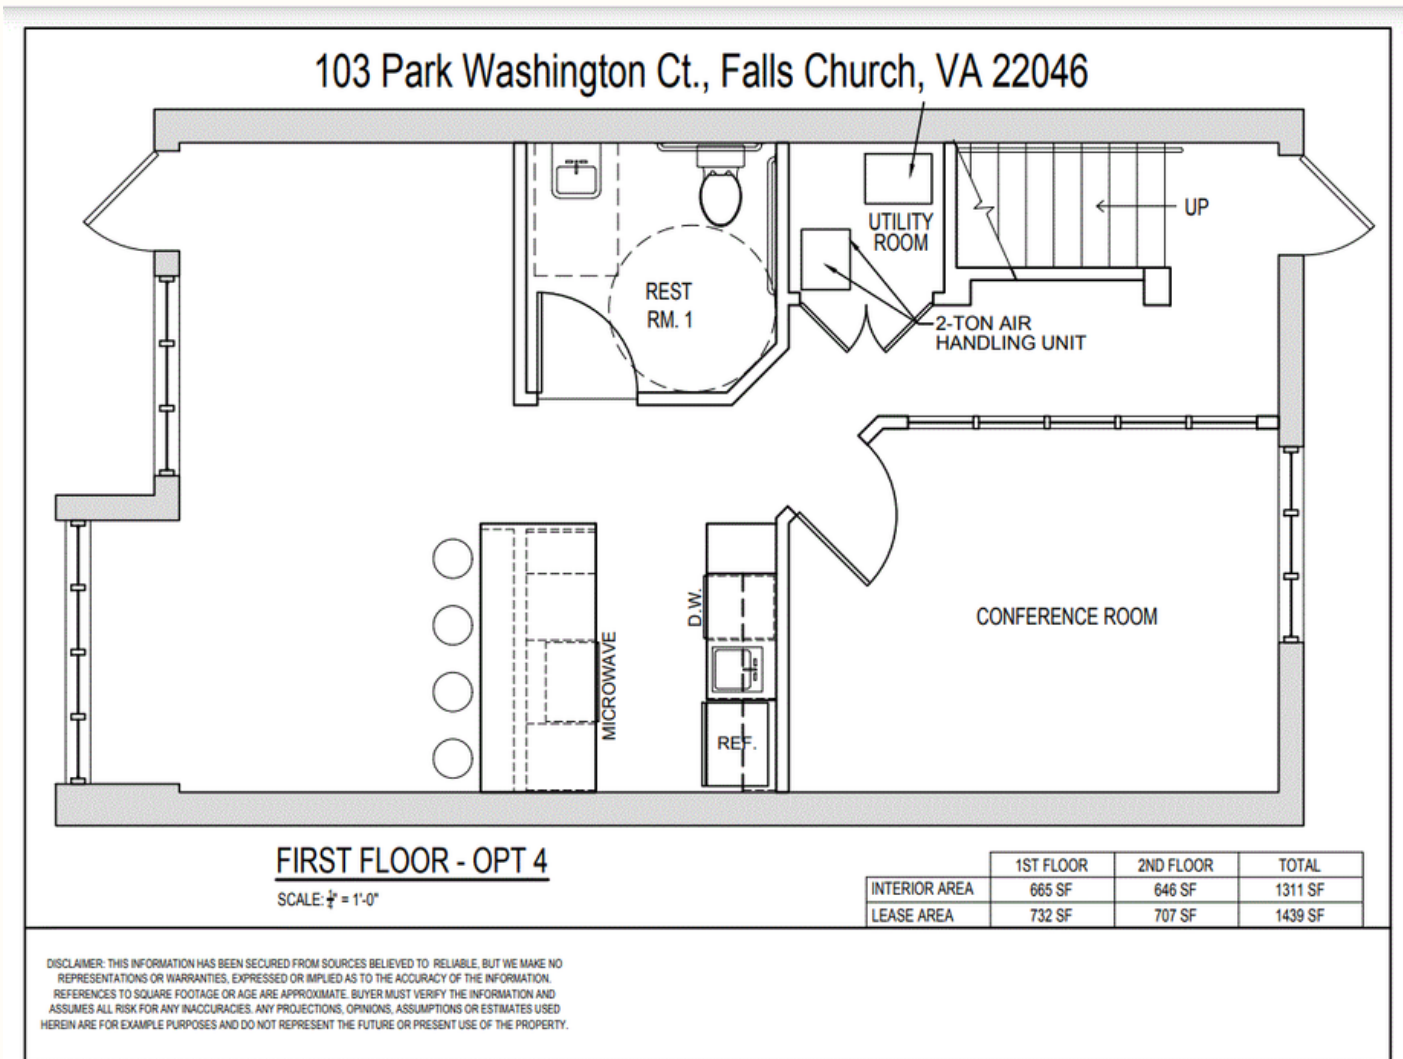 103 Park Washington Ct., Falls Church, VA 22046
UTILITY
ROOM
UP
REST
RM. 1
2-TON AIR
HANDLING UNIT
CONFERENCE ROOM
D.W.
MICROWAVE
REF.
FIRST FLOOR - OPT 4
SCALE: = 1'-0"
1ST FLOOR 2ND FLOOR TOTAL
INTERIOR AREA 665 SF 646 SF 1311 SF
LEASE AREA 732 SF 707 SF 1439 SF
DISCLAIMER: THIS INFORMATION HAS BEEN SECURED FROM SOURCES BELIEVED TO RELIABLE, BUT WE MAKE NO
REPRESENTATIONS OR WARRANTIES, EXPRESSED OR IMPLIED AS TO THE ACCURACY OF THE INFORMATION.
REFERENCES TO SQUARE FOOTAGE OR AGE ARE APPROXIMATE. BUYER MUST VERIFY THE INFORMATION AND
ASSUMES ALL RISK FOR ANY INACCURACIES. ANY PROJECTIONS, OPINIONS, ASSUMPTIONS OR ESTIMATES USED
HEREIN ARE FOR EXAMPLE PURPOSES AND DO NOT REPRESENT THE FUTURE OR PRESENT USE OF THE PROPERTY.